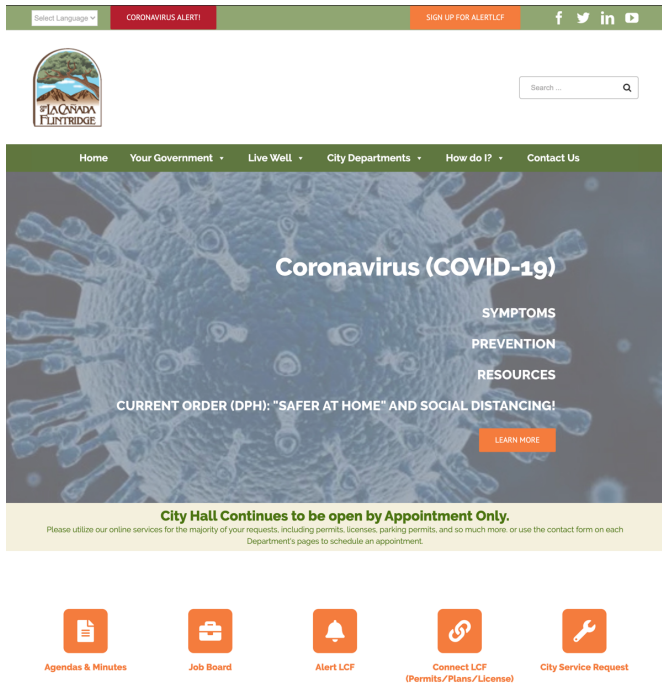 Select Language
CORONAVIRUS ALERT!
SIGN UP FOR ALERTLCF
LA CAÑADA
FLINTRIDGE
Search ...
Home Your Government Live Well City Departments How do I? Contact Us
Coronavirus (COVID-19)
SYMPTOMS
PREVENTION
RESOURCES
CURRENT ORDER (DPH): "SAFER AT HOME" AND SOCIAL DISTANCING!
LEARN MORE
City Hall Continues to be open by Appointment Only.
Please utilize our online services for the majority of your requests, including permits, licenses, parking permits, and so much more, or use the contact form on each
Department's pages to schedule an appointment.
Agendas & Minutes
Job Board
Alert LCF
Connect LCF
(Permits/Plans/License)
City Service Request